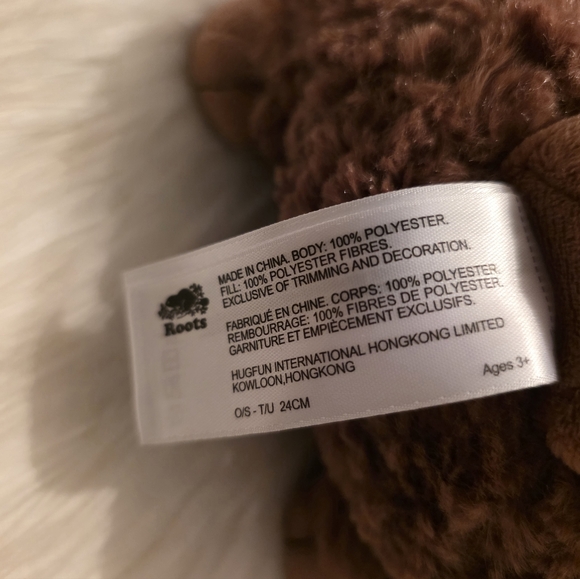 Roots
MADE IN CHINA. BODY: 100% POLYESTER.
FILL: 100% POLYESTER FIBRES.
EXCLUSIVE OF TRIMMING AND DECORATION.
FABRIQUÉ EN CHINE. CORPS: 100% POLYESTER.
REMBOURRAGE: 100% FIBRES DE POLYESTER.
GARNITURE ET EMPIÈCEMENT EXCLUSIFS.
HUGFUN INTERNATIONAL HONGKONG LIMITED
KOWLOON,HONGKONG
O/S - T/U 24CM
Ages 3+